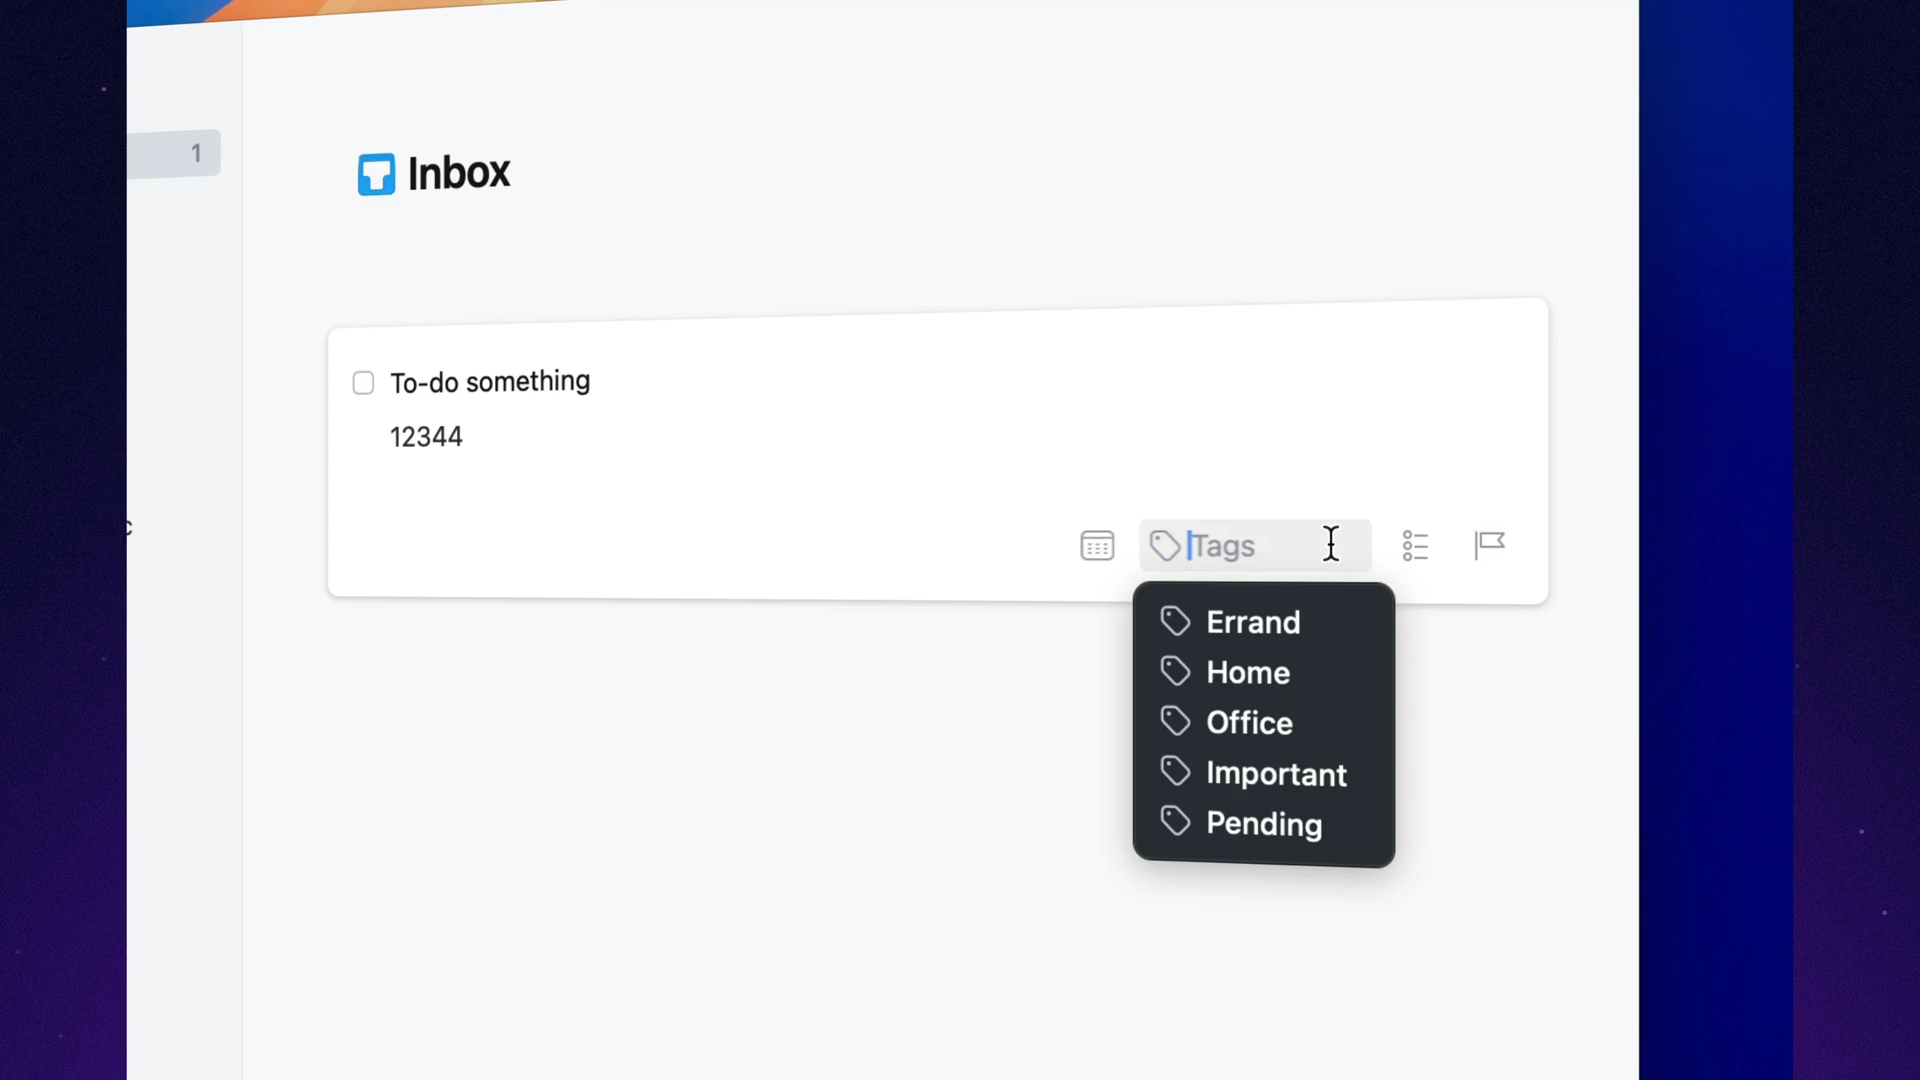 1
Inbox
To-do something
12344
Tags
Errand
Home
Office
Important
Pending